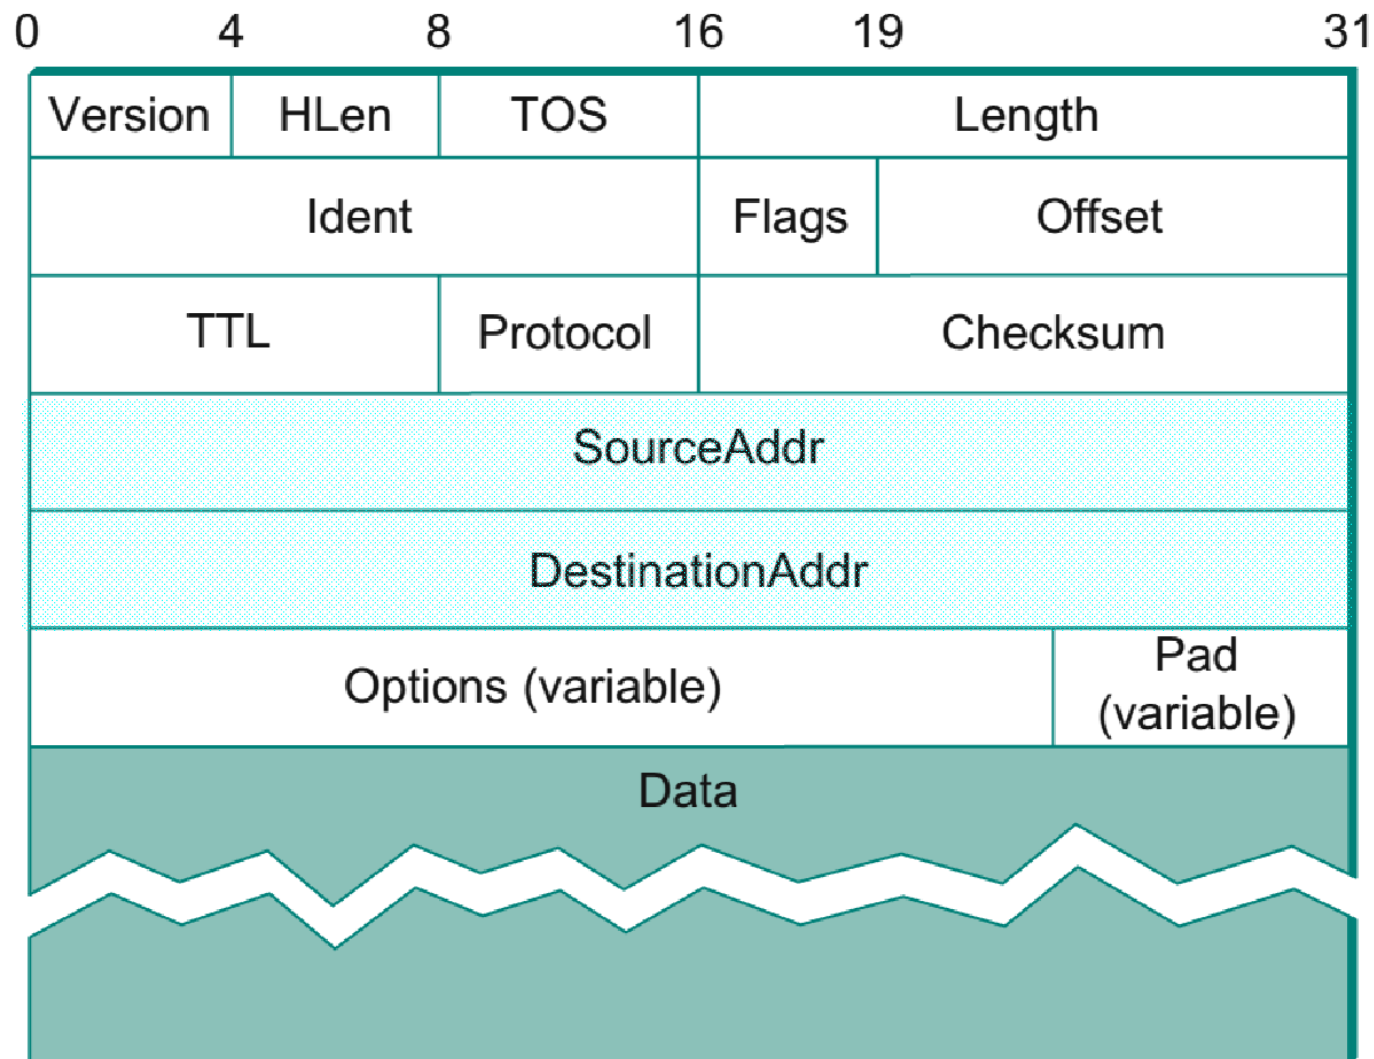 0 4 8 16 19 31
Version HLen TOS Length
Ident Flags Offset
TTL Protocol Checksum
SourceAddr
DestinationAddr
Options (variable) Pad
(variable)
Data